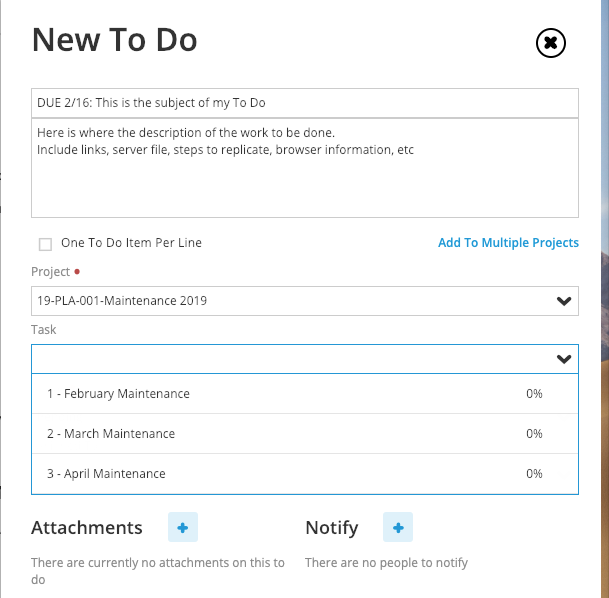 New To Do
DUE 2/16: This is the subject of my To Do
Here is where the description of the work to be done.
Include links, server file, steps to replicate, browser information, etc
One To Do Item Per Line
Add To Multiple Projects
Project
19-PLA-001-Maintenance 2019
Task
1 - February Maintenance 0%
2 - March Maintenance 0%
3 - April Maintenance 0%
Attachments
Notify
There are currently no attachments on this to
do
There are no people to notify